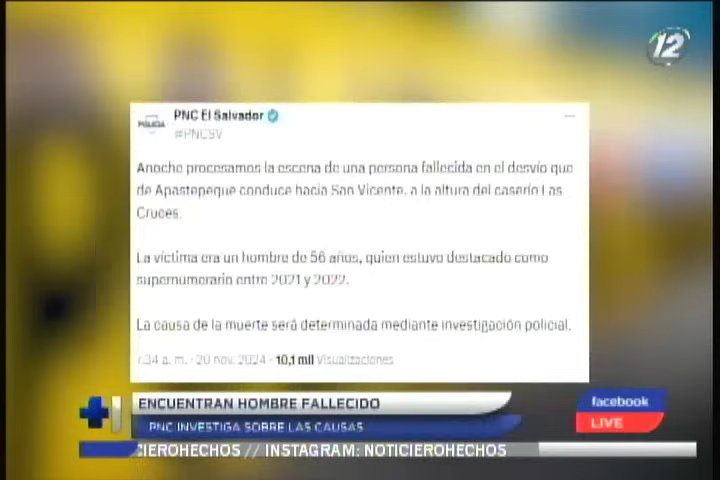 12
PNC El Salvador
@PNCSV
POLICÍA
Anoche procesamos la escena de una persona fallecida en el desvío que
de Apastepeque conduce hacia San Vicente, a la altura del caserío Las
Cruces.
La víctima era un hombre de 56 años, quien estuvo destacado como
supernumerario entre 2021 y 2022.
La causa de la muerte será determinada mediante investigación policial.
7:34 a. m. · 20 nov. 2024 · 10,1 mil Visualizaciones
ENCUENTRAN HOMBRE FALLECIDO
PNC INVESTIGA SOBRE LAS CAUSAS
facebook
LIVE
CIEROHECHOS // INSTAGRAM: NOTICIEROHECHOS